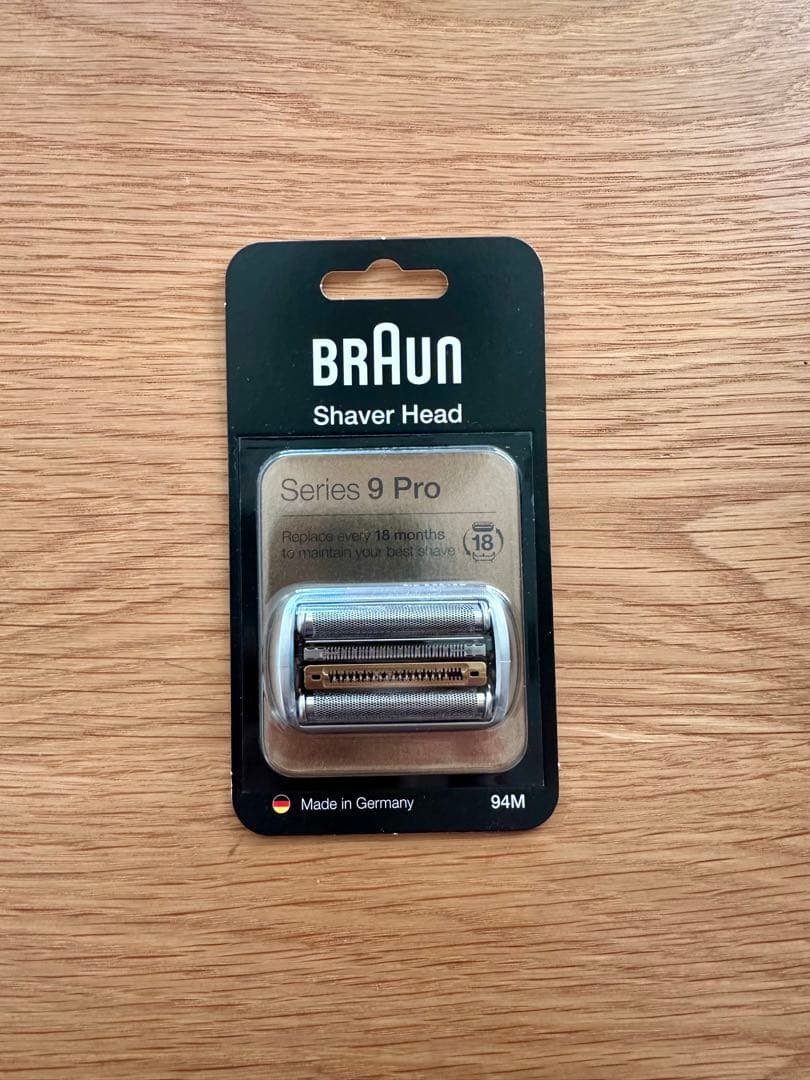 BRAUN
Shaver Head
Series 9 Pro
Replace every 18 months
to maintain your best shave
18
Made in Germany
94M